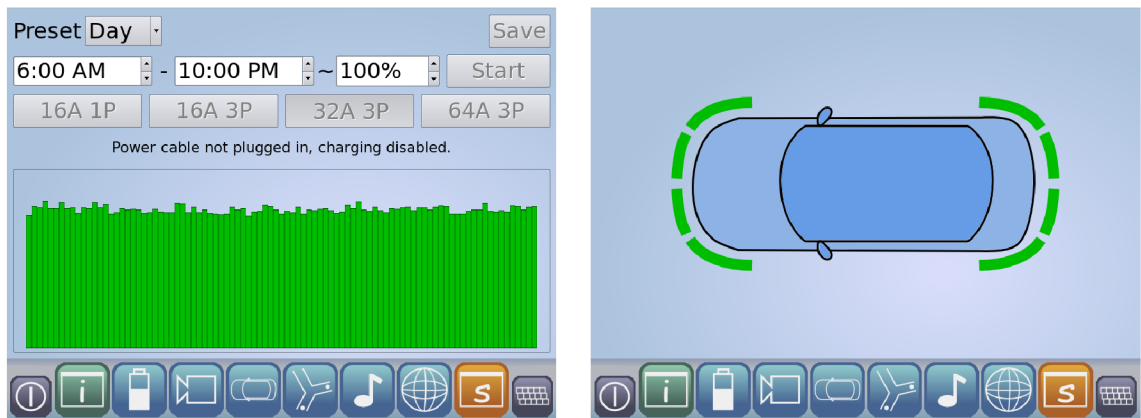 Preset Day Save
6:00 AM - 10:00 PM ~ 100% Start
16A 1P 16A 3P 32A 3P 64A 3P
Power cable not plugged in, charging disabled.
i S
i S